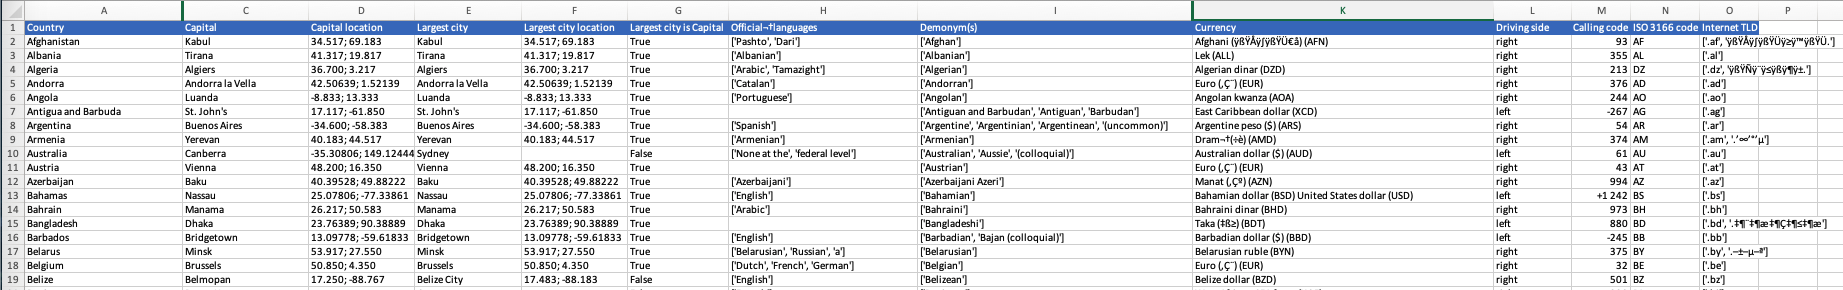 A C D E F G H I K L M N O P
1 Country Capital Capital location Largest city Largest city location Largest city is Capital Official¬†languages Demonym(s) Currency Driving side Calling code ISO 3166 code Internet TLD
2 Afghanistan Kabul 34.517; 69.183 Kabul 34.517; 69.183 True ['Pashto', 'Dari'] ['Afghan'] right 93 AF
3 Albania Tirana 41.317; 19.817 Tirana 41.317; 19.817 True ['Albanian'] ['Albanian'] Lek (ALL) right 355 AL ['.al']
4 Algeria Algiers 36.700; 3.217 Algiers 36.700; 3.217 True ['Arabic', 'Tamazight'] ['Algerian'] Algerian dinar (DZD) right 213 DZ
5 Andorra Andorra la Vella 42.50639; 1.52139 Andorra la Vella 42.50639; 1.52139 True ['Catalan'] ['Andorran'] Euro (‚Ç¨) (EUR) right 376 AD ['.ad']
6 Angola Luanda -8.833; 13.333 Luanda -8.833; 13.333 True ['Portuguese'] ['Angolan'] Angolan kwanza (AOA) right 244 AO ['.ao']
7 Antigua and Barbuda St. John's 17.117; -61.850 St. John's 17.117; -61.850 True ['Antiguan and Barbudan', 'Antiguan', 'Barbudan'] East Caribbean dollar (XCD) left -267 AG ['.ag']
8 Argentina Buenos Aires -34.600; -58.383 Buenos Aires -34.600; -58.383 True ['Spanish'] ['Argentine', 'Argentinian', 'Argentinean', '(uncommon)'] Argentine peso ($) (ARS) right 54 AR ['.ar']
9 Armenia Yerevan 40.183; 44.517 Yerevan 40.183; 44.517 True ['Armenian'] ['Armenian'] Dram¬†(÷è) (AMD) right 374 AM ['.am',
10 Australia Canberra -35.30806; 149.12444 Sydney False ['None at the', 'federal level'] ['Australian', 'Aussie', '(colloquial)'] Australian dollar ($) (AUD) left 61 AU ['.au']
11 Austria Vienna 48.200; 16.350 Vienna 48.200; 16.350 True ['Austrian'] Euro (‚Ç¨) (EUR) right 43 AT ['.at']
12 Azerbaijan Baku 40.39528; 49.88222 Baku 40.39528; 49.88222 True ['Azerbaijani'] ['Azerbaijani Azeri'] Manat (‚Çº) (AZN) right 994 AZ ['.az']
13 Bahamas Nassau 25.07806; -77.33861 Nassau 25.07806; -77.33861 True ['English'] ['Bahamian'] Bahamian dollar (BSD) United States dollar (USD) left +1 242 BS ['.bs']
14 Bahrain Manama 26.217; 50.583 Manama 26.217; 50.583 True ['Arabic'] ['Bahraini'] Bahraini dinar (BHD) right 973 BH ['.bh']
15 Bangladesh Dhaka 23.76389; 90.38889 Dhaka 23.76389; 90.38889 True ['Bangladeshi'] Taka (‡ß≥) (BDT) left 880 BD ['.bd',
16 Barbados Bridgetown 13.09778; -59.61833 Bridgetown 13.09778; -59.61833 True ['English'] ['Barbadian', 'Bajan (colloquial)'] Barbadian dollar ($) (BBD) left -245 BB ['.bb']
17 Belarus Minsk 53.917; 27.550 Minsk 53.917; 27.550 True ['Belarusian', 'Russian', 'a'] ['Belarusian'] Belarusian ruble (BYN) right 375 BY ['.by', '.–±–µ–ª']
18 Belgium Brussels 50.850; 4.350 Brussels 50.850; 4.350 True ['Dutch', 'French', 'German'] ['Belgian'] Euro (‚Ç¨) (EUR) right 32 BE ['.be']
19 Belize Belmopan 17.250; -88.767 Belize City 17.483; -88.183 False ['English'] ['Belizean'] Belize dollar (BZD) right 501 BZ ['.bz']